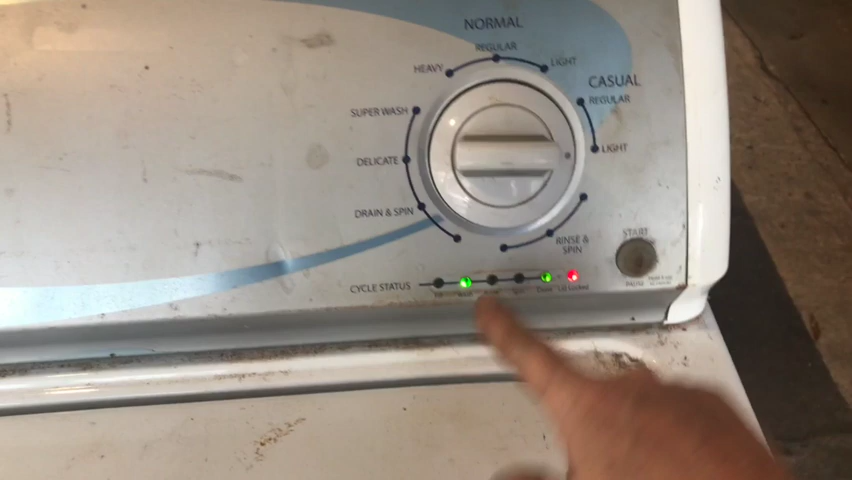 NORMAL
REGULAR
HEAVY
LIGHT
CASUAL
REGULAR
SUPER WASH
LIGHT
DELICATE
DRAIN & SPIN
RINSE &
SPIN
START
CYCLE STATUS
Lid Locked